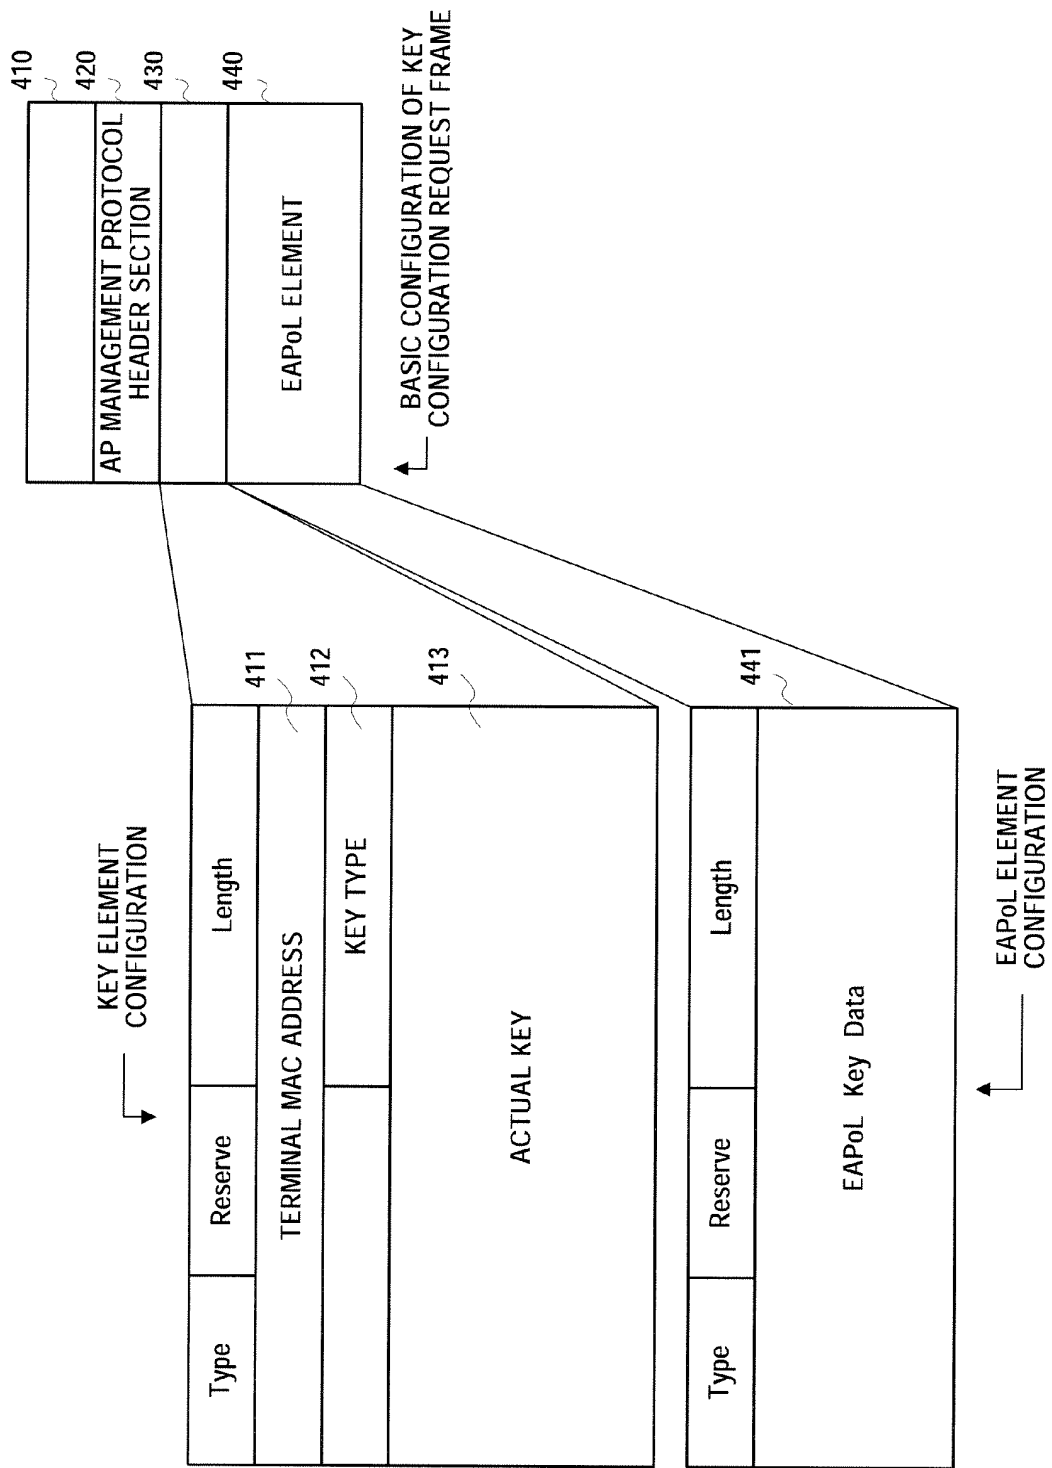 410
420
430
440
AP MANAGEMENT PROTOCOL
HEADER SECTION
EAPoL ELEMENT
BASIC CONFIGURATION OF KEY
CONFIGURATION REQUEST FRAME
KEY ELEMENT
CONFIGURATION
Type
Reserve
Length
411
TERMINAL MAC ADDRESS
412
KEY TYPE
413
ACTUAL KEY
Type
Reserve
Length
441
EAPoL Key Data
EAPoL ELEMENT
CONFIGURATION